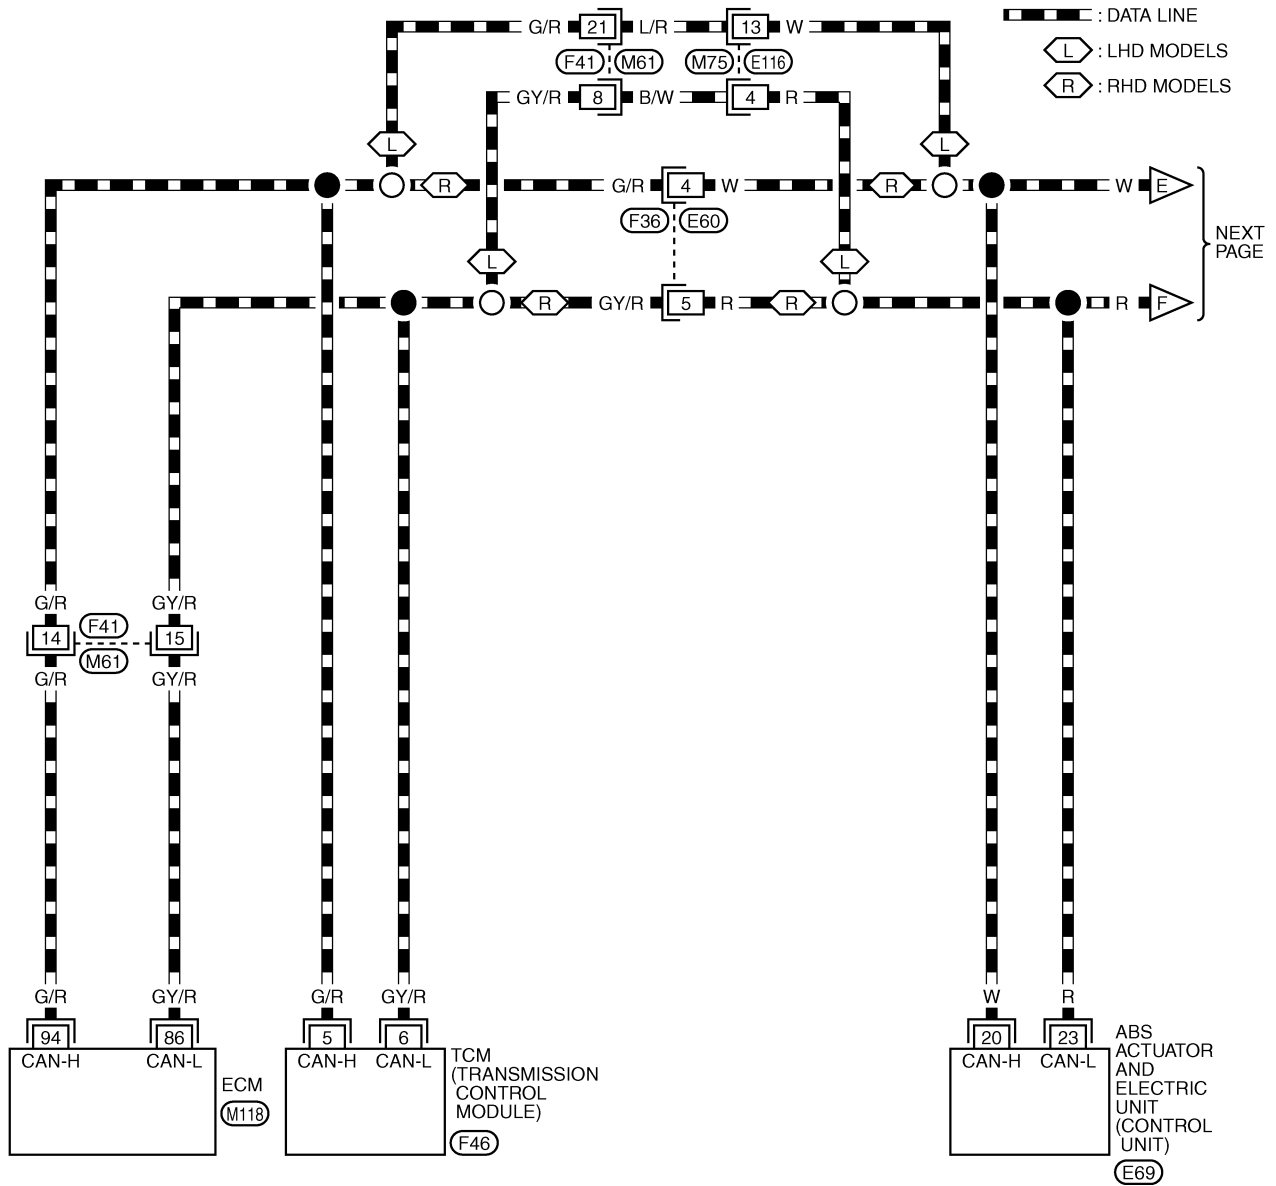 G/R 21 L/R 13 W
: DATA LINE
F41 M61 M75 E116
L : LHD MODELS
GY/R 8 B/W 4 R
R : RHD MODELS
L L
R G/R 4 W R W E
F36 E60
NEXT
PAGE
L L
R GY/R 5 R R R F
G/R GY/R
F41
14 15
M61
G/R GY/R
G/R GY/R G/R GY/R W R
94 86 5 6 20 23
CAN-H CAN-L CAN-H CAN-L CAN-H CAN-L
ECM
M118
TCM
(TRANSMISSION
CONTROL
MODULE)
F46
ABS
ACTUATOR
AND
ELECTRIC
UNIT
(CONTROL
UNIT)
E69